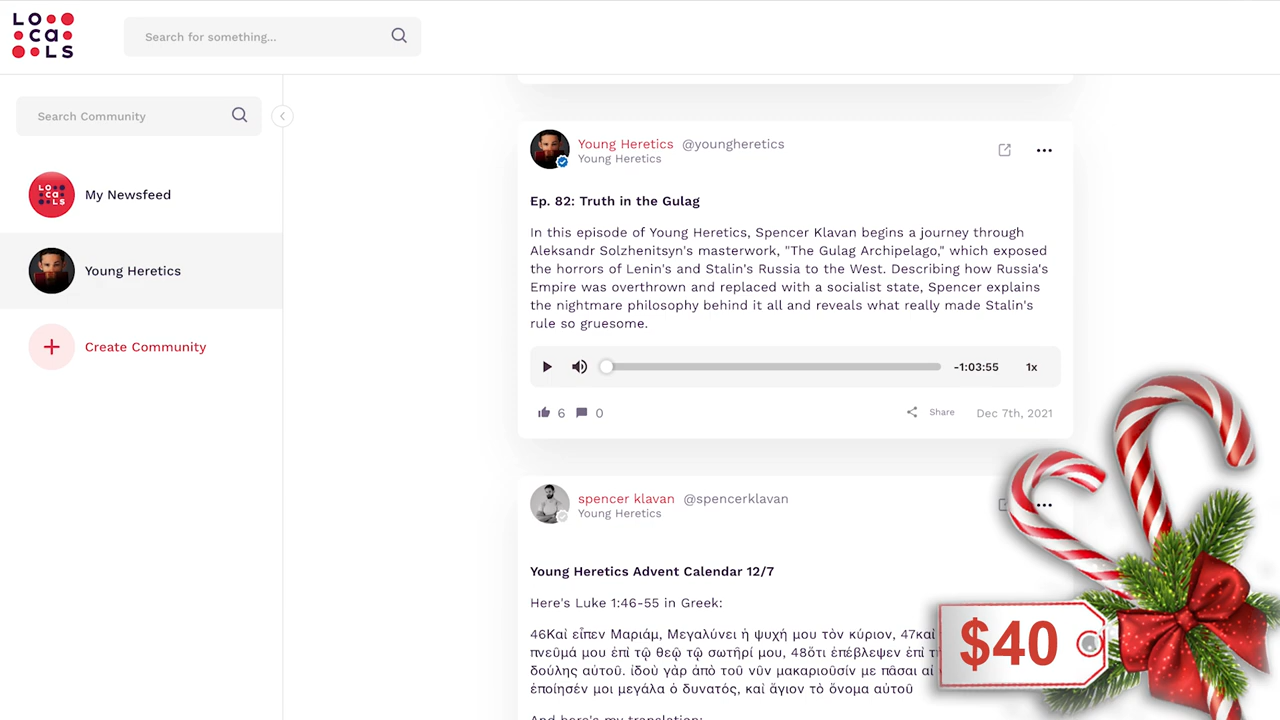 LOCALS
Search for something...
Search Community
My Newsfeed
Young Heretics
Create Community
Young Heretics @youngheretics
Young Heretics
Ep. 82: Truth in the Gulag
In this episode of Young Heretics, Spencer Klavan begins a journey through
Aleksandr Solzhenitsyn's masterwork, "The Gulag Archipelago," which exposed
the horrors of Lenin's and Stalin's Russia to the West. Describing how Russia's
Empire was overthrown and replaced with a socialist state, Spencer explains
the nightmare philosophy behind it all and reveals what really made Stalin's
rule so gruesome.
-1:03:55 1x
6 0 Share Dec 7th, 2021
spencer klavan @spencerklavan
Young Heretics
Young Heretics Advent Calendar 12/7
Here's Luke 1:46-55 in Greek:
46Καὶ εἶπεν Μαριάμ, Μεγαλύνει ἡ ψυχή μου τὸν κύριον, 47καὶ
πνεῦμά μου ἐπὶ τῷ θεῷ τῷ σωτῆρί μου, 48ὅτι ἐπέβλεψεν ἐπὶ
δούλης αὐτοῦ. ἰδοὺ γὰρ ἀπὸ τοῦ νῦν μακαριοῦσίν με πᾶσαι αἱ
ἐποίησέν μοι μεγάλα ὁ δυνατός, καὶ ἅγιον τὸ ὄνομα αὐτοῦ
And here's my translation:
$40